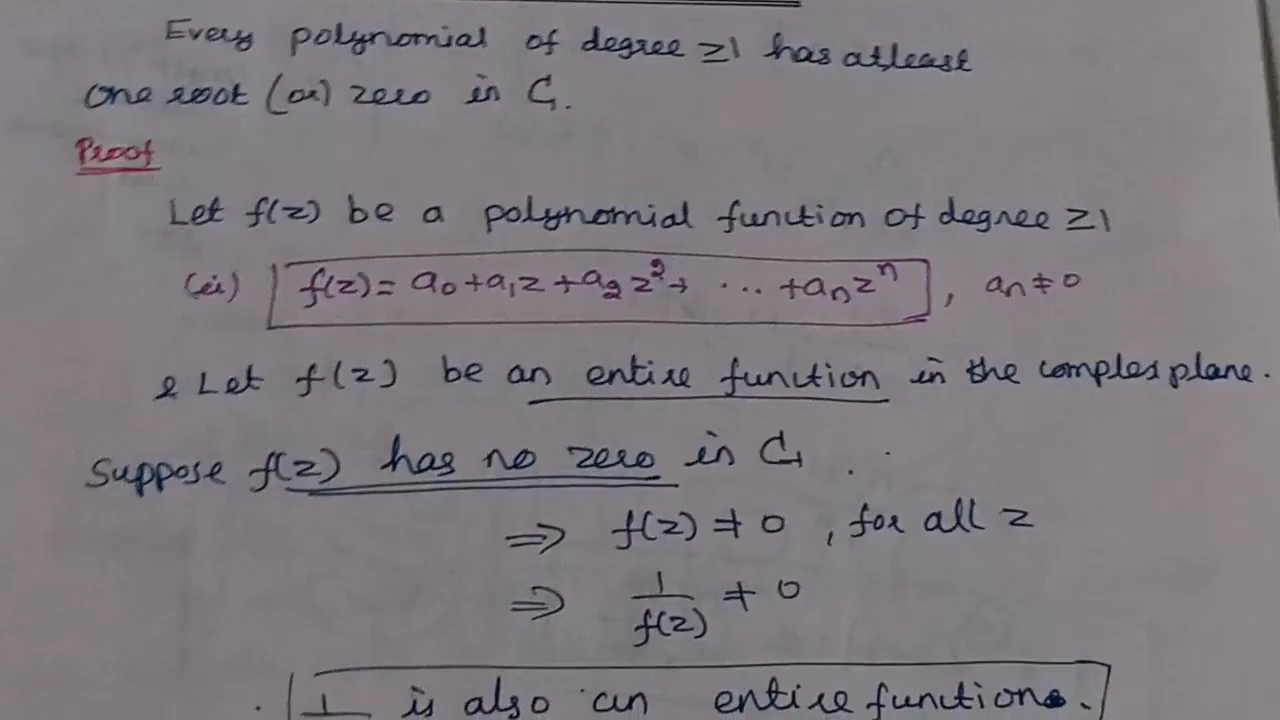 Every polynomial of degree ≥1 has atleast
one root (or) zero in ℂ.
Proof
Let f(z) be a polynomial function of degree ≥1
(ie) f(z) = a₀+a₁z+a₂z²+ ... +aₙzⁿ, aₙ≠0
& Let f(z) be an entire function in the complex plane.
Suppose f(z) has no zero in ℂ.
⇒ f(z) ≠ 0, for all z
⇒ 1/f(z) ≠ 0
1 is also an entire functions.